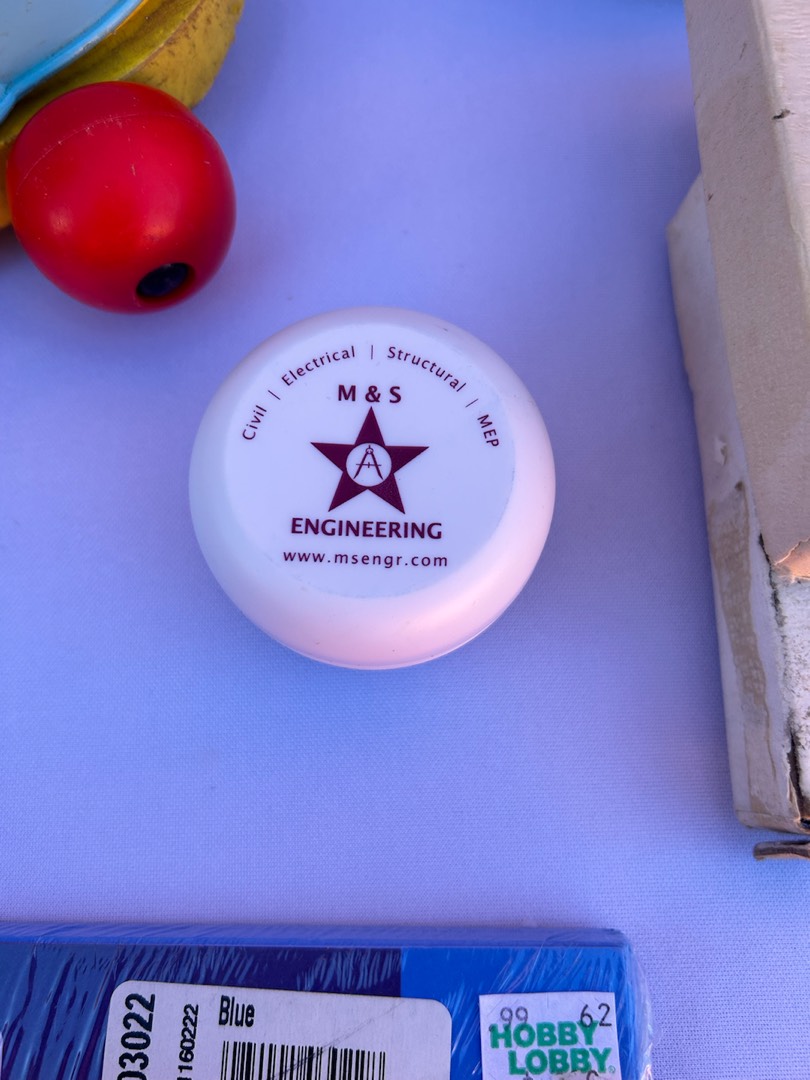 Civil | Electrical | Structural | MEP
M & S
ENGINEERING
www.msengr.com
03022
1160222
Blue
99 62
HOBBY
LOBBY